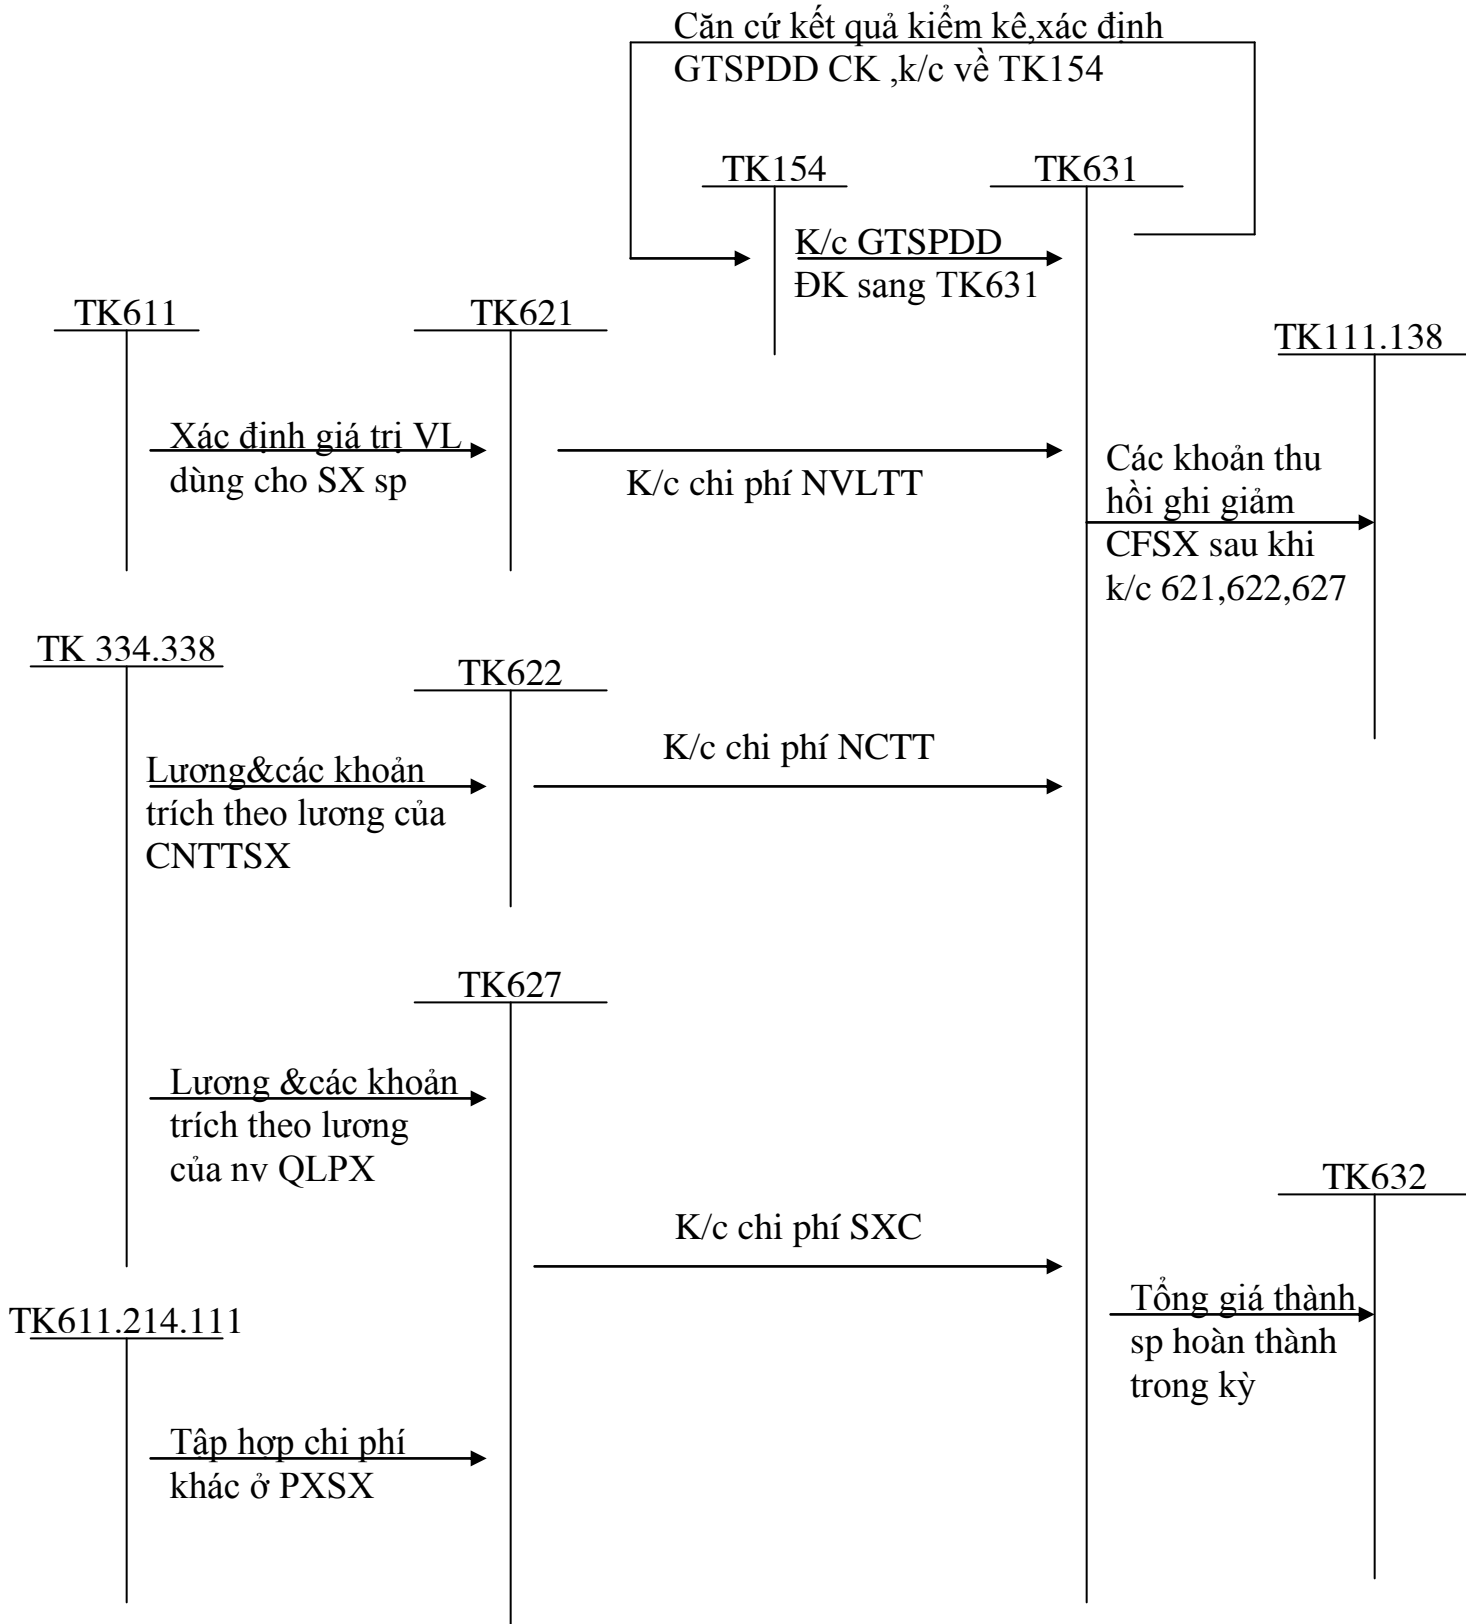 Căn cứ kết quả kiểm kê,xác định
GTSPDD CK ,k/c về TK154
TK154
TK631
K/c GTSPDD
ĐK sang TK631
TK611
TK621
TK111.138
Xác định giá trị VL
dùng cho SX sp
K/c chi phí NVLTT
Các khoản thu
hồi ghi giảm
CFSX sau khi
k/c 621,622,627
TK 334.338
TK622
K/c chi phí NCTT
Lương&các khoản
trích theo lương của
CNTTSX
TK627
Lương &các khoản
trích theo lương
của nv QLPX
TK632
K/c chi phí SXC
Tổng giá thành
sp hoàn thành
trong kỳ
TK611.214.111
Tập hợp chi phí
khác ở PXSX